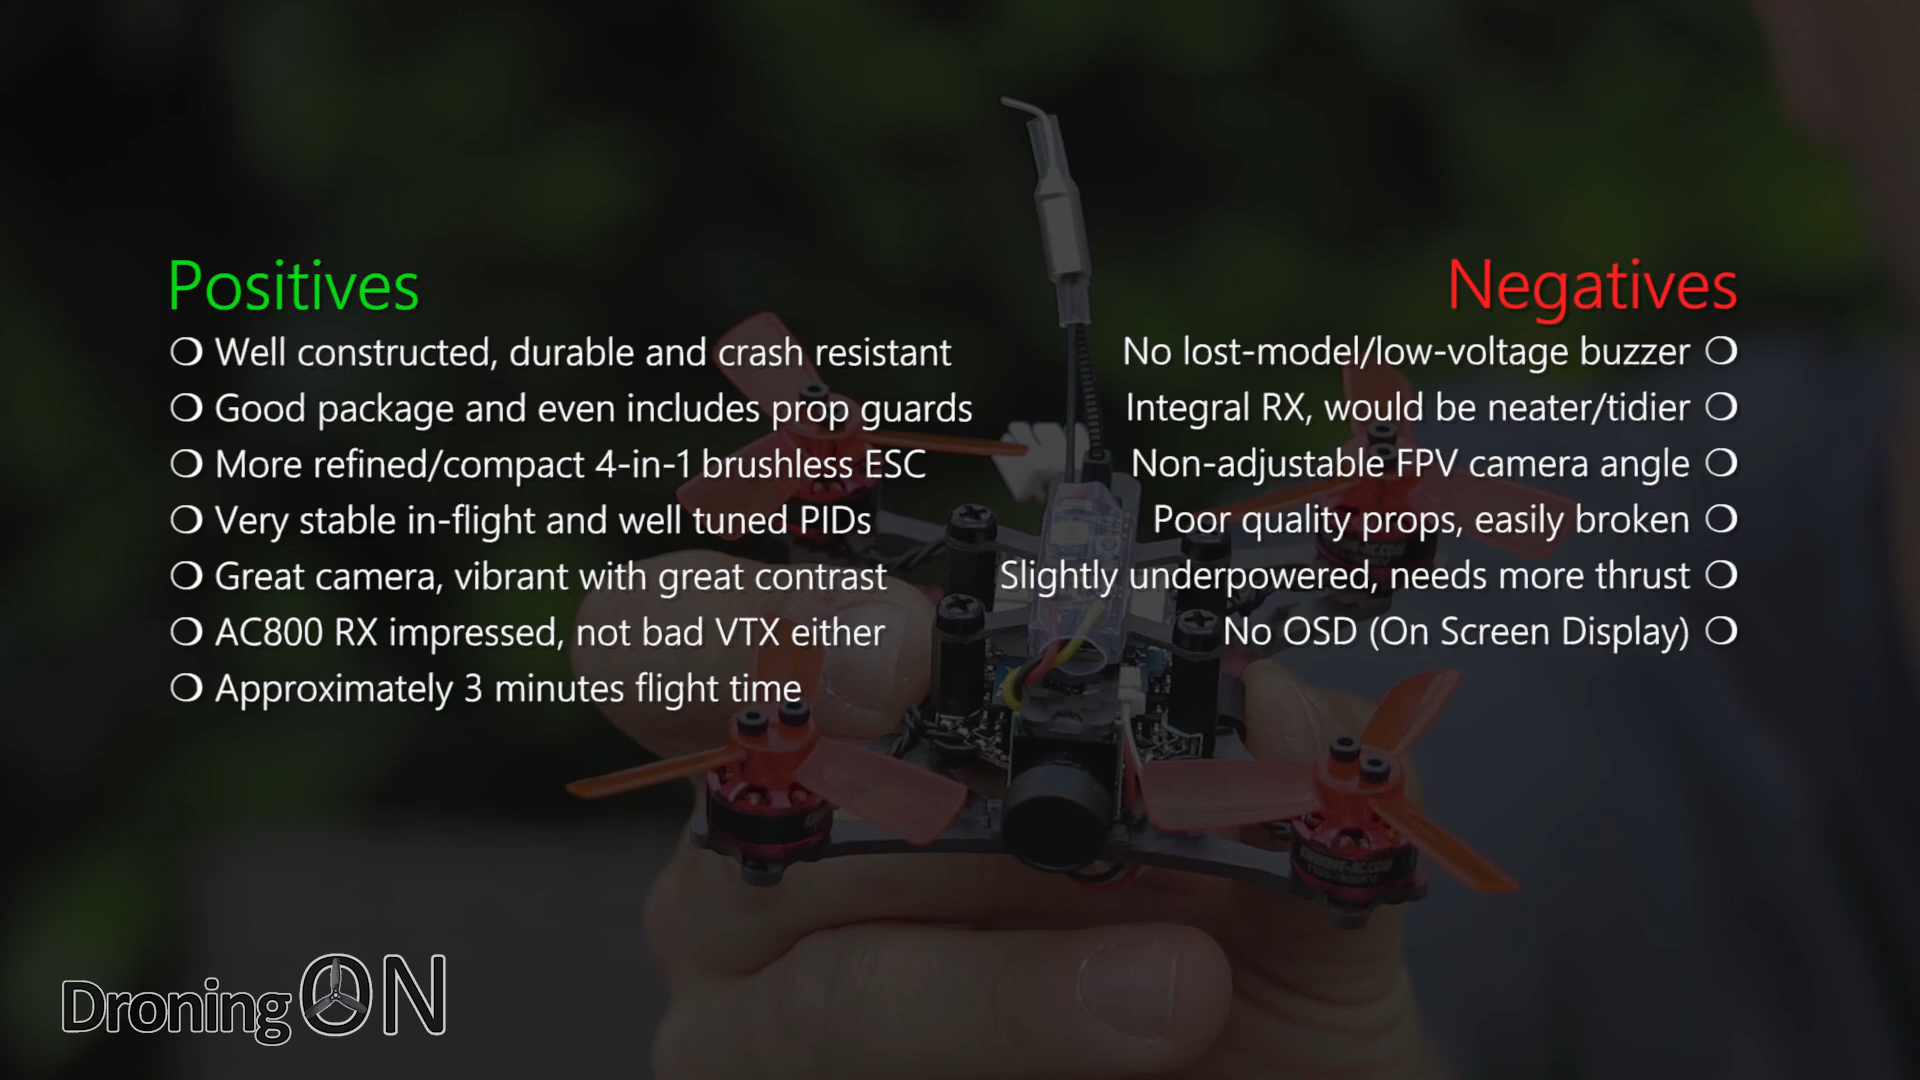 Positives
Well constructed, durable and crash resistant
Good package and even includes prop guards
More refined/compact 4-in-1 brushless ESC
Very stable in-flight and well tuned PIDs
Great camera, vibrant with great contrast
AC800 RX impressed, not bad VTX either
Approximately 3 minutes flight time
Negatives
No lost-model/low-voltage buzzer
Integral RX, would be neater/tidier
Non-adjustable FPV camera angle
Poor quality props, easily broken
Slightly underpowered, needs more thrust
No OSD (On Screen Display)
Droning ON